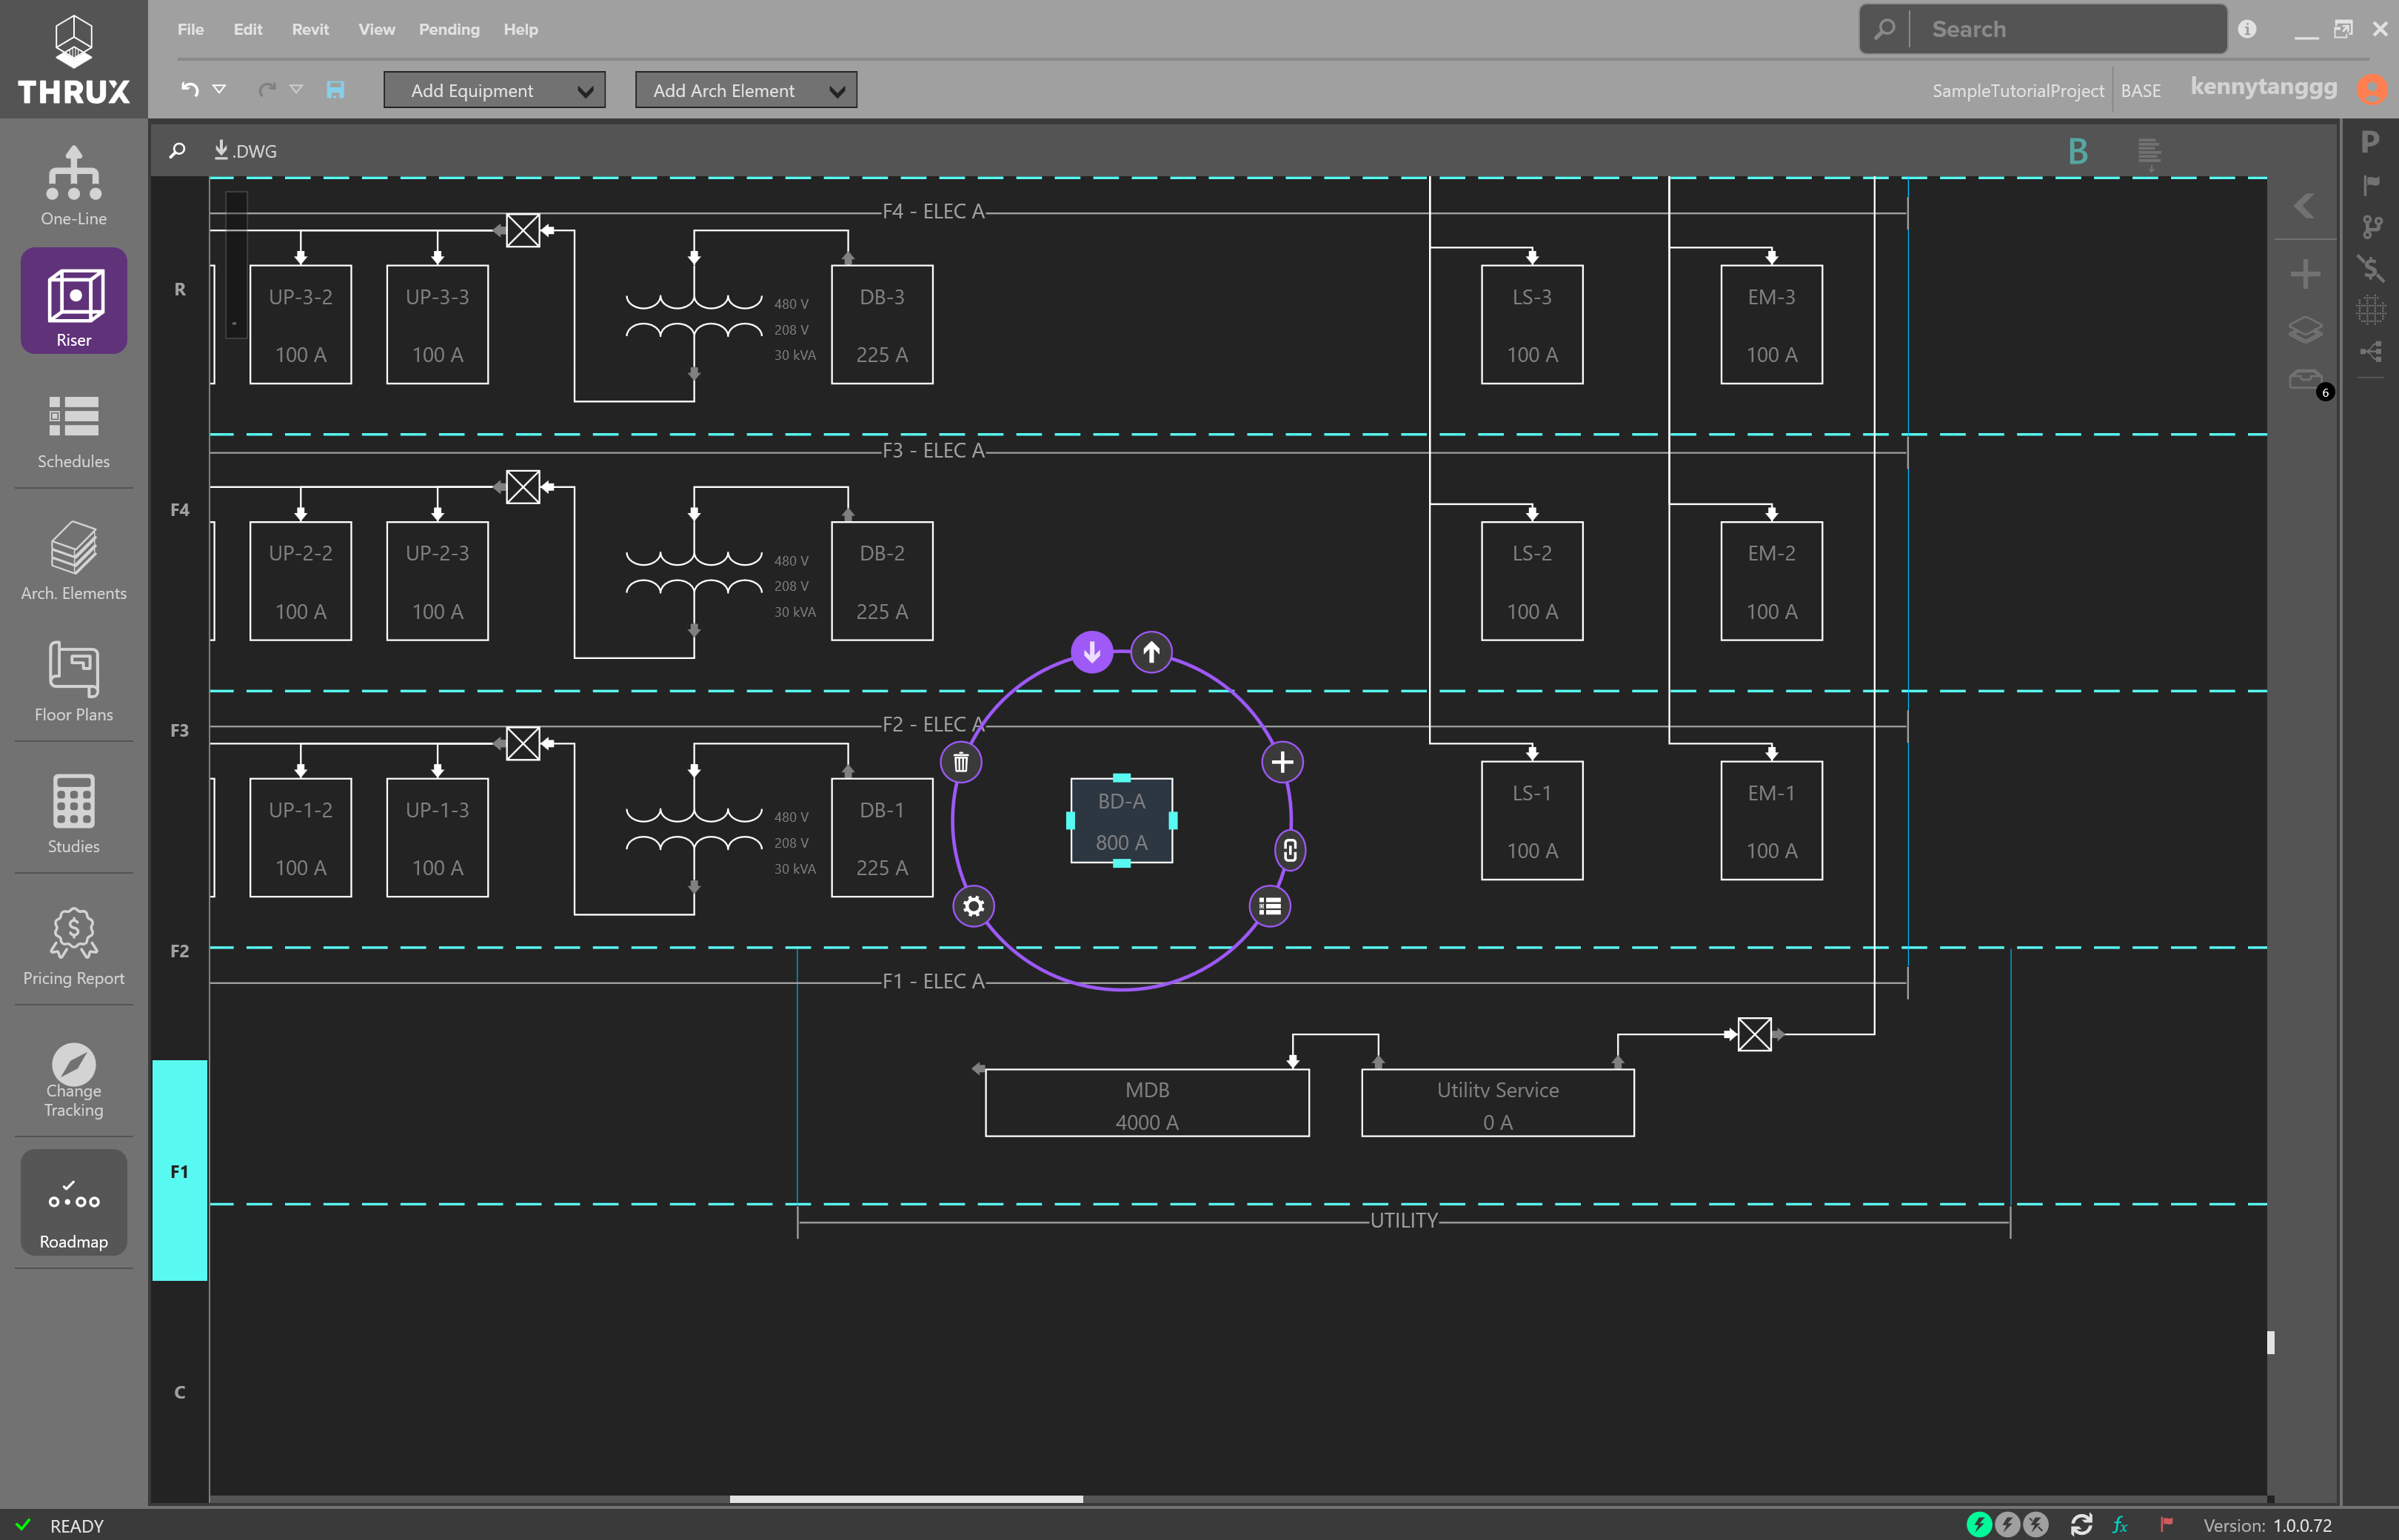 THRUX
File Edit Revit View Pending Help
Search
Add Equipment
Add Arch Element
SampleTutorialProject BASE kennytanggg
One-Line
Riser
Schedules
Arch. Elements
Floor Plans
Studies
Pricing Report
Change
Tracking
Roadmap
.DWG
B
P
6
R
F4
F3
F2
F1
C
F4 - ELEC A
UP-3-2
100 A
UP-3-3
100 A
480 V
208 V
30 kVA
DB-3
225 A
LS-3
100 A
EM-3
100 A
F3 - ELEC A
UP-2-2
100 A
UP-2-3
100 A
480 V
208 V
30 kVA
DB-2
225 A
LS-2
100 A
EM-2
100 A
F2 - ELEC A
UP-1-2
100 A
UP-1-3
100 A
480 V
208 V
30 kVA
DB-1
225 A
BD-A
800 A
LS-1
100 A
EM-1
100 A
F1 - ELEC A
MDB
4000 A
Utility Service
0 A
UTILITY
READY
fx
Version: 1.0.0.72